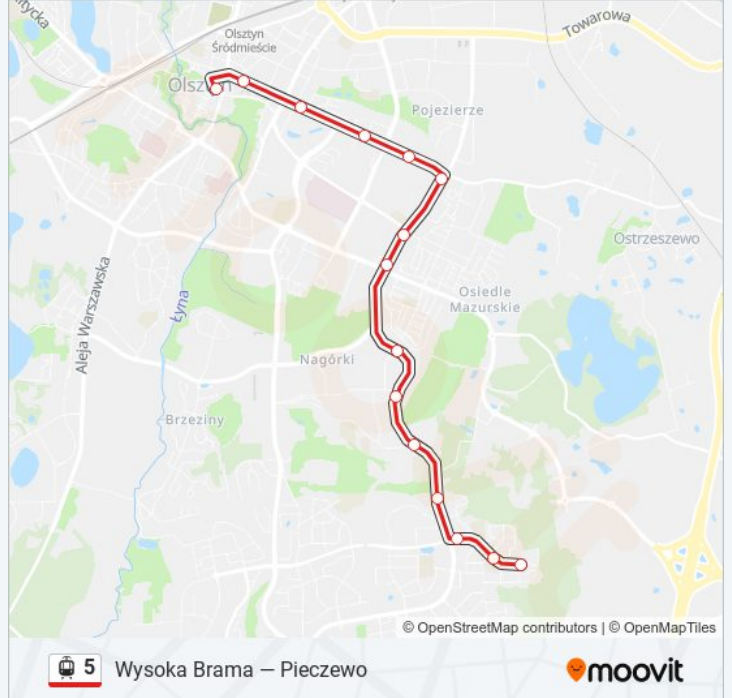 tycka
Olsztyn
Śródmieście
Towarowa
Olsztyn
Pojezierze
Ostrzeszewo
Aleja Warszawska
Łyna
Osiedle
Mazurskie
Nagórki
Brzeziny
© OpenStreetMap contributors | © OpenMapTiles
5 Wysoka Brama — Pieczewo
moovit